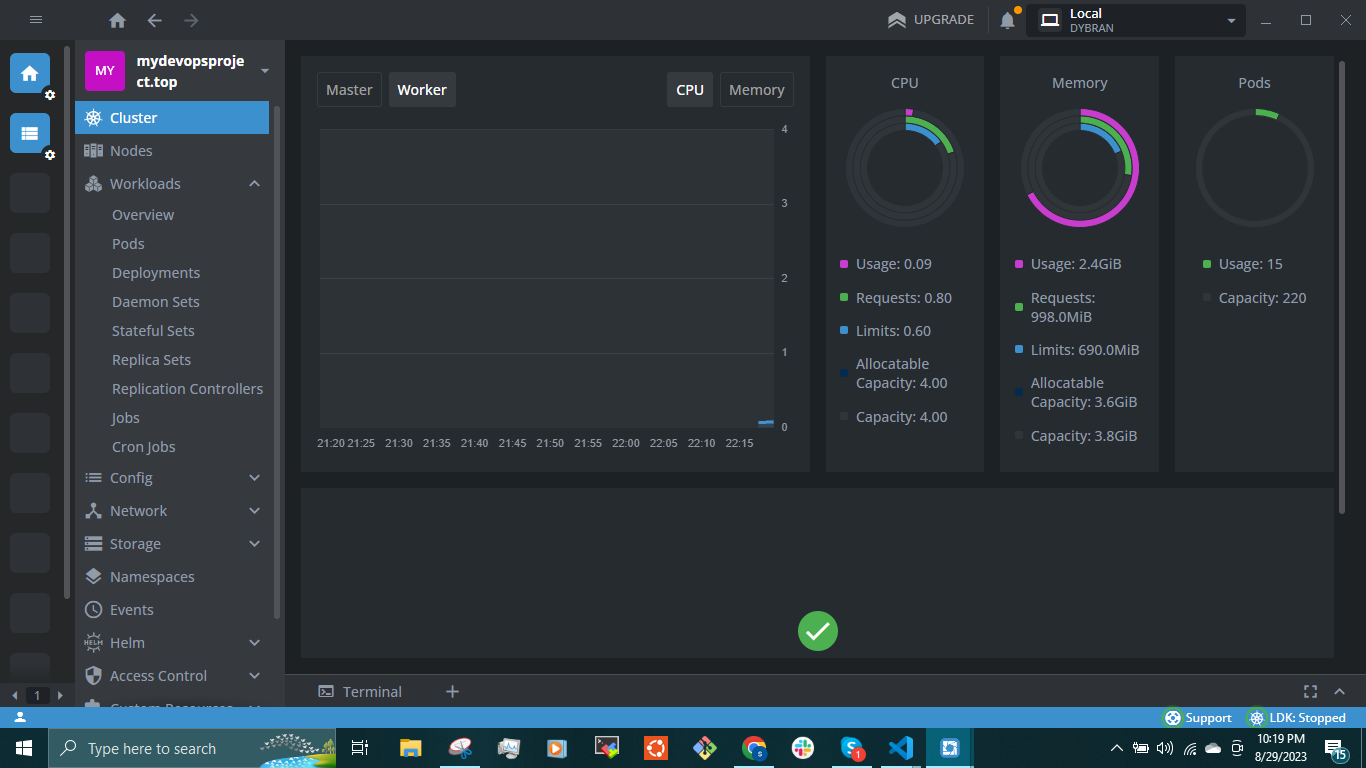 UPGRADE
Local
DYBRAN
MY
mydevopsproje
ct.top
Cluster
Nodes
Workloads
Overview
Pods
Deployments
Daemon Sets
Stateful Sets
Replica Sets
Replication Controllers
Jobs
Cron Jobs
Config
Network
Storage
Namespaces
Events
HELM
Helm
Access Control
Custom Resources
1
Master
Worker
CPU
Memory
4
3
2
1
0
21:20 21:25 21:30 21:35 21:40 21:45 21:50 21:55 22:00 22:05 22:10 22:15
CPU
Usage: 0.09
Requests: 0.80
Limits: 0.60
Allocatable
Capacity: 4.00
Capacity: 4.00
Memory
Usage: 2.4GiB
Requests:
998.0MiB
Limits: 690.0MiB
Allocatable
Capacity: 3.6GiB
Capacity: 3.8GiB
Pods
Usage: 15
Capacity: 220
Terminal
Support
LDK: Stopped
Type here to search
S
1
10:19 PM
8/29/2023
15